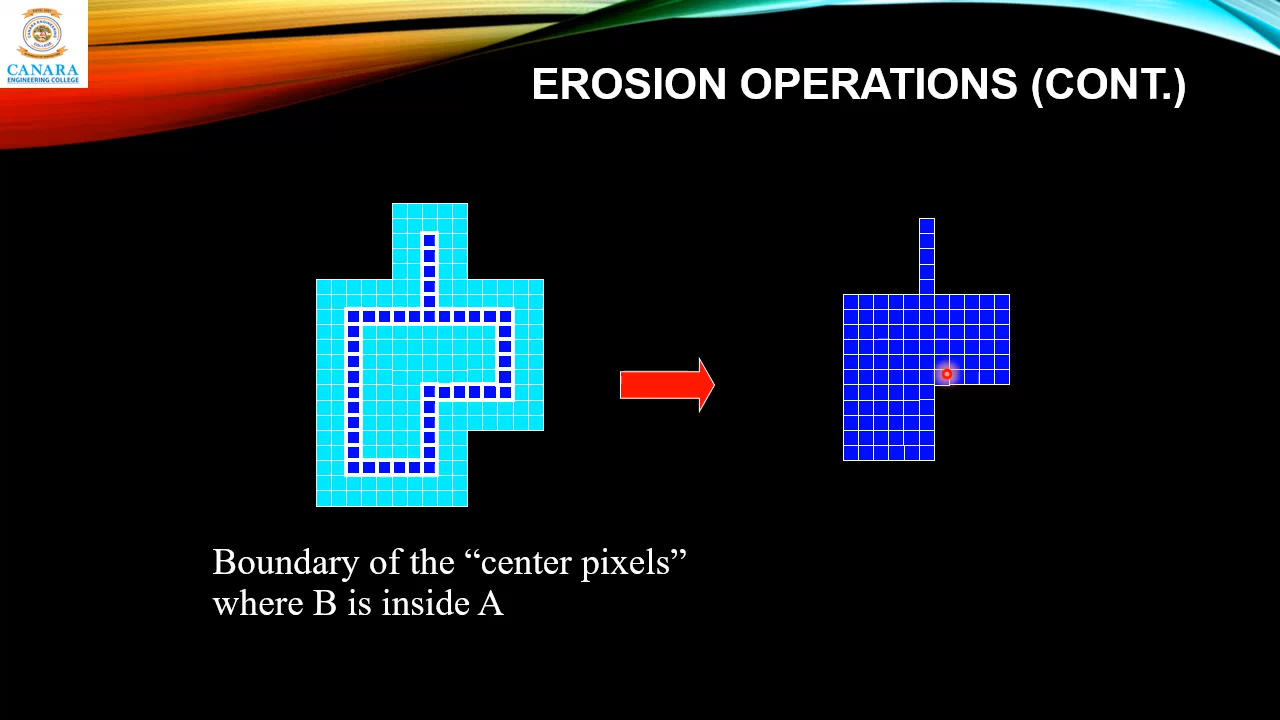 CANARA
ENGINEERING COLLEGE
EROSION OPERATIONS (CONT.)
Boundary of the “center pixels”
where B is inside A